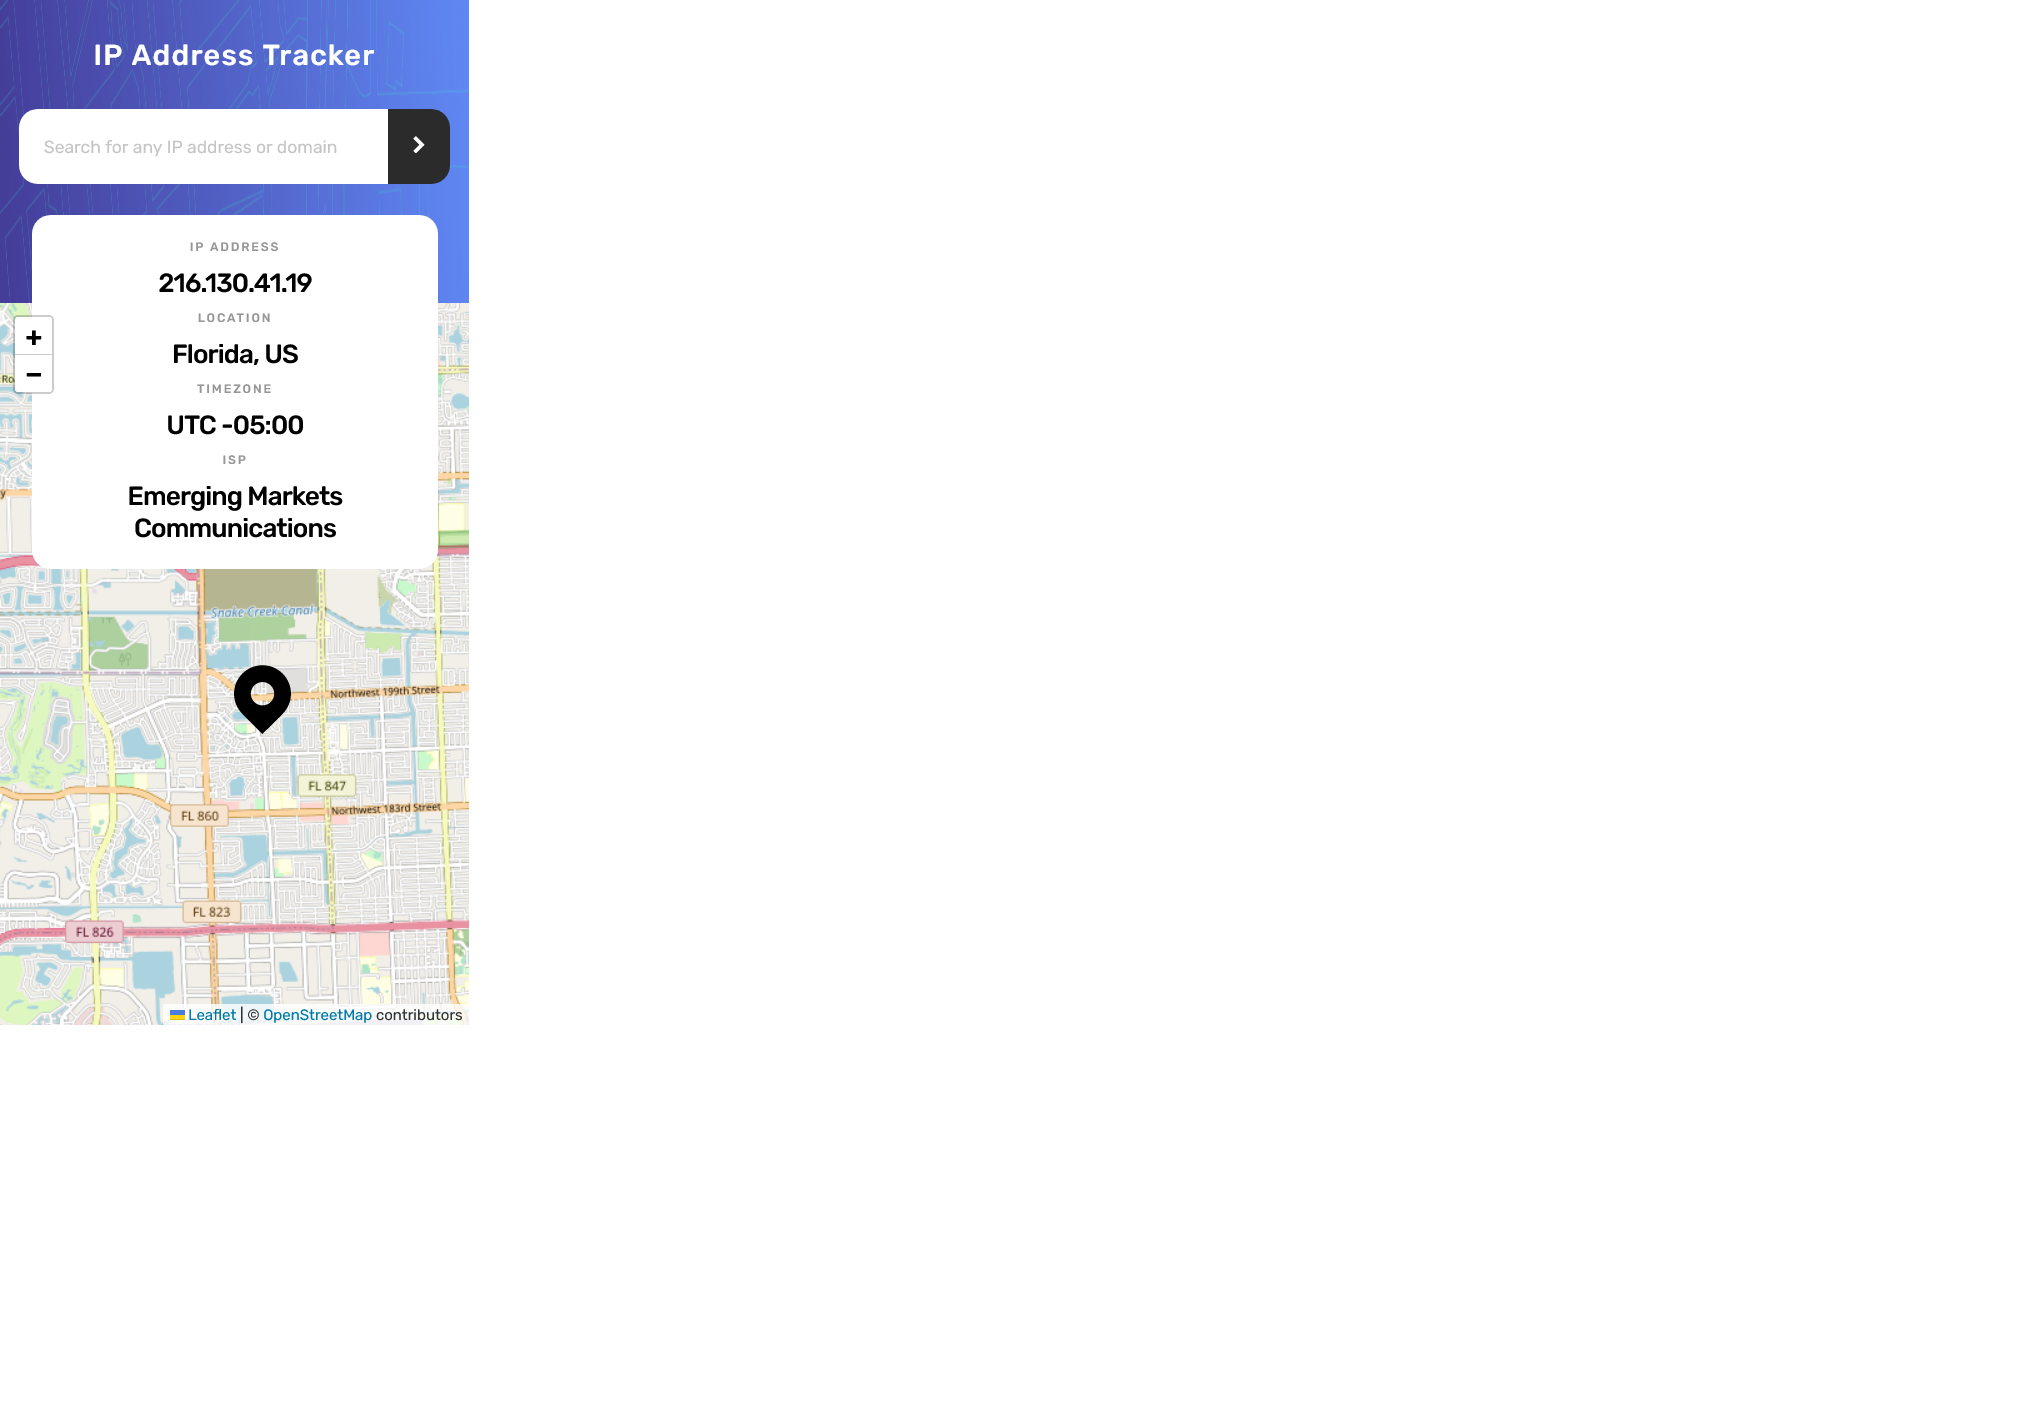 IP Address Tracker
Search for any IP address or domain
IP ADDRESS
216.130.41.19
+
LOCATION
Florida, US
−
TIMEZONE
UTC -05:00
ISP
Emerging Markets
Communications
Snake Creek Canal
Northwest 199th Street
FL 847
Northwest 183rd Street
FL 860
FL 823
FL 826
Leaflet | © OpenStreetMap contributors